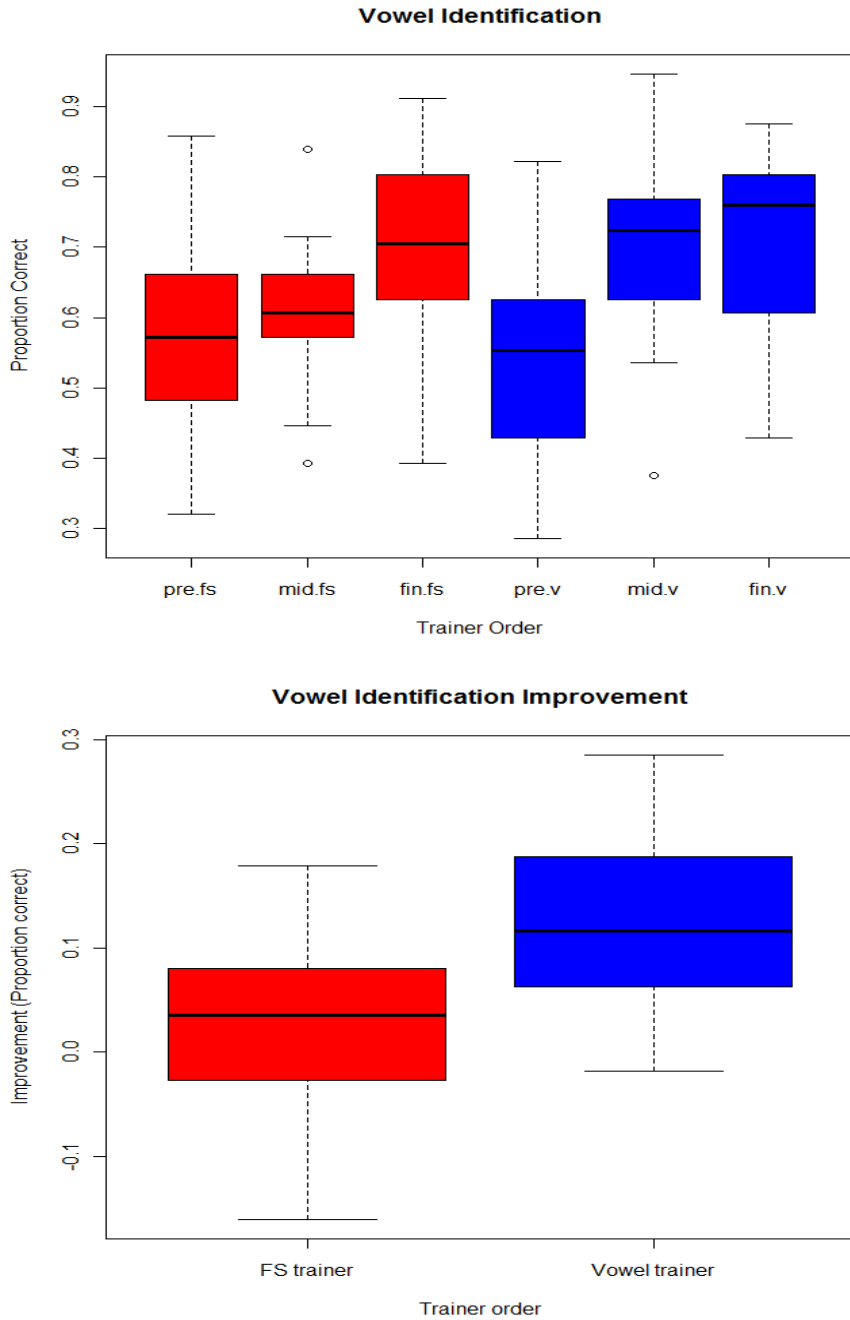 Vowel Identification
Proportion Correct
0.9
0.8
0.7
0.6
0.5
0.4
0.3
pre.fs mid.fs fin.fs pre.v mid.v fin.v
Trainer Order
Vowel Identification Improvement
Improvement (Proportion correct)
0.3
0.2
0.1
0.0
-0.1
FS trainer Vowel trainer
Trainer order